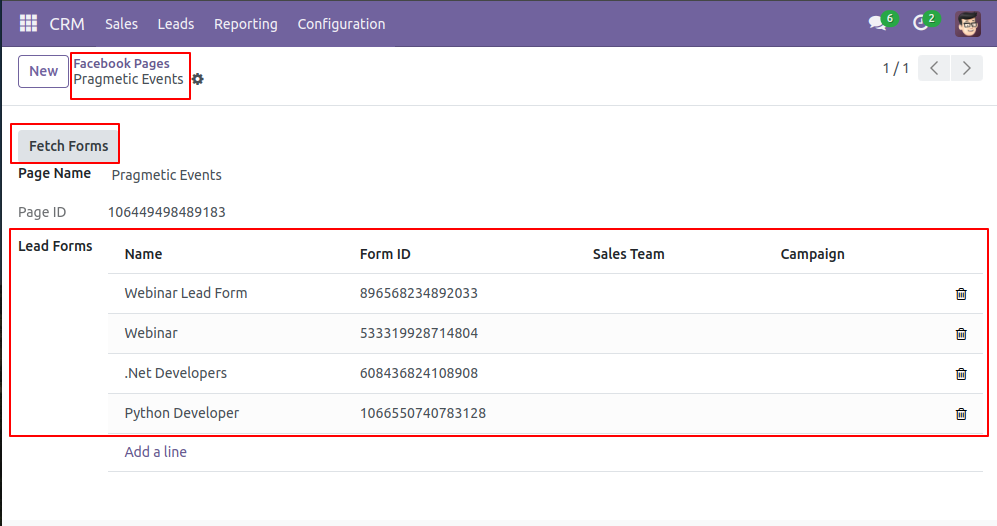 CRM Sales Leads Reporting Configuration 6 2
New Facebook Pages 1 / 1
Pragmetic Events
Fetch Forms
Page Name Pragmetic Events
Page ID 106449498489183
Lead Forms Name Form ID Sales Team Campaign
Webinar Lead Form 896568234892033
Webinar 533319928714804
.Net Developers 608436824108908
Python Developer 1066550740783128
Add a line